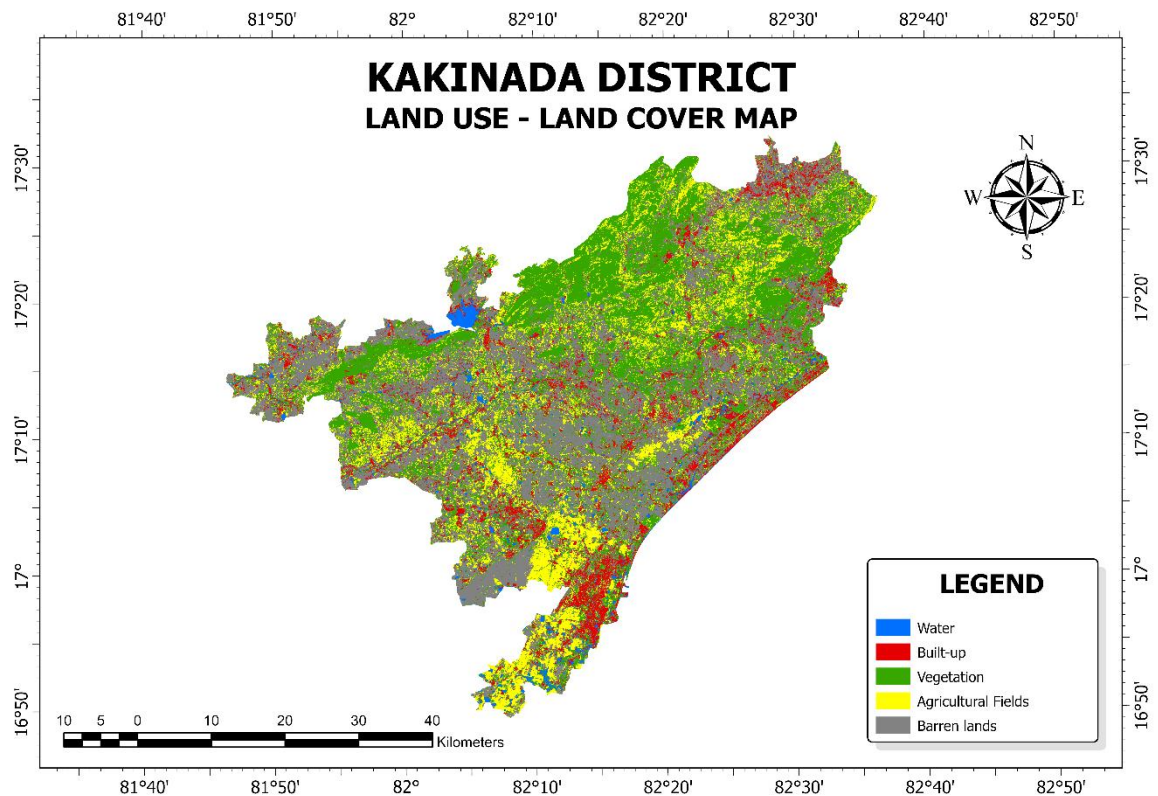 81°40' 81°50' 82° 82°10' 82°20' 82°30' 82°50'
KAKINADA DISTRICT
LAND USE - LAND COVER MAP
17°30' 17°30'
N
W E
S
17°20' 17°20'
17°10' 17°10'
17° 17°
LEGEND
Water
Built-up
Vegetation
Agricultural Fields
Barren lands
16°50' 16°50'
10 5 0 10 20 30 40
Kilometers
81°40' 81°50' 82° 82°10' 82°20' 82°30' 82°40' 82°50'